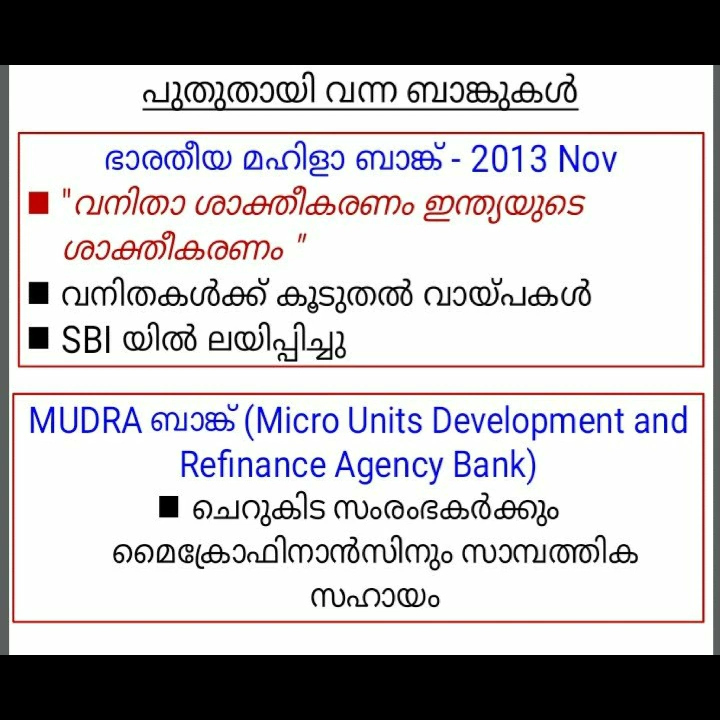 പുതുതായി വന്ന ബാങ്കുകൾ
ഭാരതീയ മഹിളാ ബാങ്ക് - 2013 Nov
■ "വനിതാ ശാക്തീകരണം ഇന്ത്യയുടെ
ശാക്തീകരണം "
■ വനിതകൾക്ക് കൂടുതൽ വായ്പകൾ
■ SBI യിൽ ലയിപ്പിച്ചു
MUDRA ബാങ്ക് (Micro Units Development and
Refinance Agency Bank)
■ ചെറുകിട സംരംഭകർക്കും
മൈക്രോഫിനാൻസിനും സാമ്പത്തിക
സഹായം